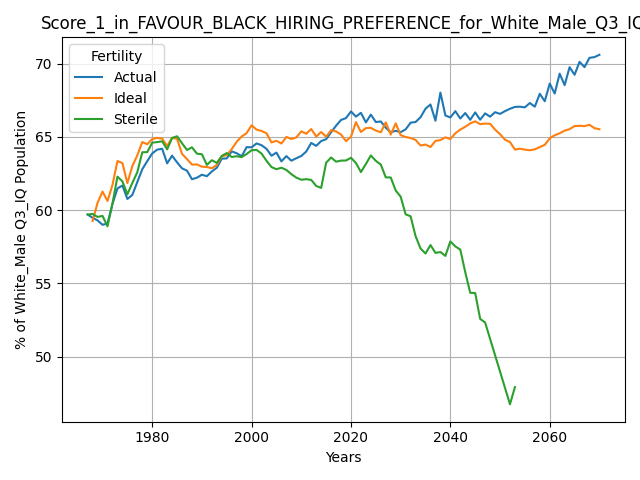 Score_1_in_FAVOUR_BLACK_HIRING_PREFERENCE_for_White_Male_Q3_IQ
Fertility
Actual
Ideal
Sterile
% of White_Male Q3_IQ Population
70
65
60
55
50
1980
2000
2020
2040
2060
Years